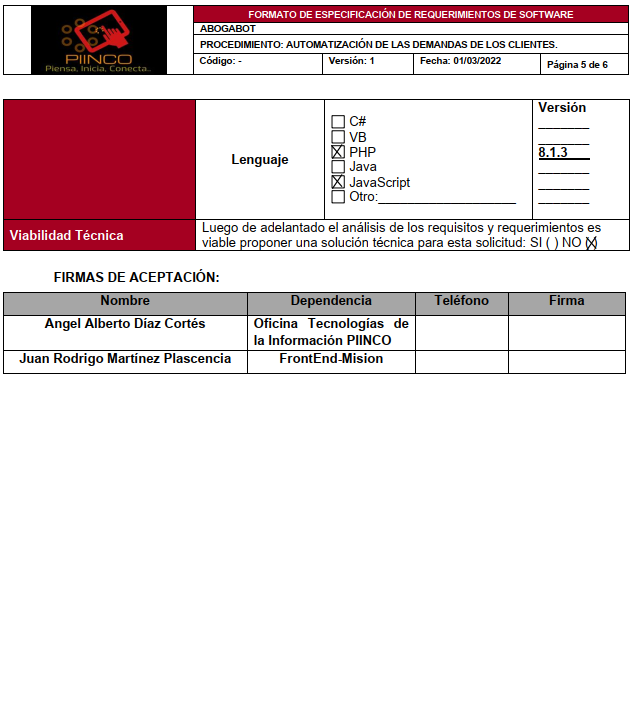 PIINCO
Piensa, Inicia, Conecta..
FORMATO DE ESPECIFICACIÓN DE REQUERIMIENTOS DE SOFTWARE
ABOGABOT
PROCEDIMIENTO: AUTOMATIZACIÓN DE LAS DEMANDAS DE LOS CLIENTES.
Código: - Versión: 1 Fecha: 01/03/2022 Página 5 de 6
Lenguaje
C#
VB
PHP
Java
JavaScript
Otro:___________________
Versión
_______
_______
8.1.3___
_______
_______
_______
Viabilidad Técnica
Luego de adelantado el análisis de los requisitos y requerimientos es
viable proponer una solución técnica para esta solicitud: SI ( ) NO (X)
FIRMAS DE ACEPTACIÓN:
Nombre Dependencia Teléfono Firma
Angel Alberto Díaz Cortés Oficina Tecnologías de
la Información PIINCO
Juan Rodrigo Martínez Plascencia FrontEnd-Mision